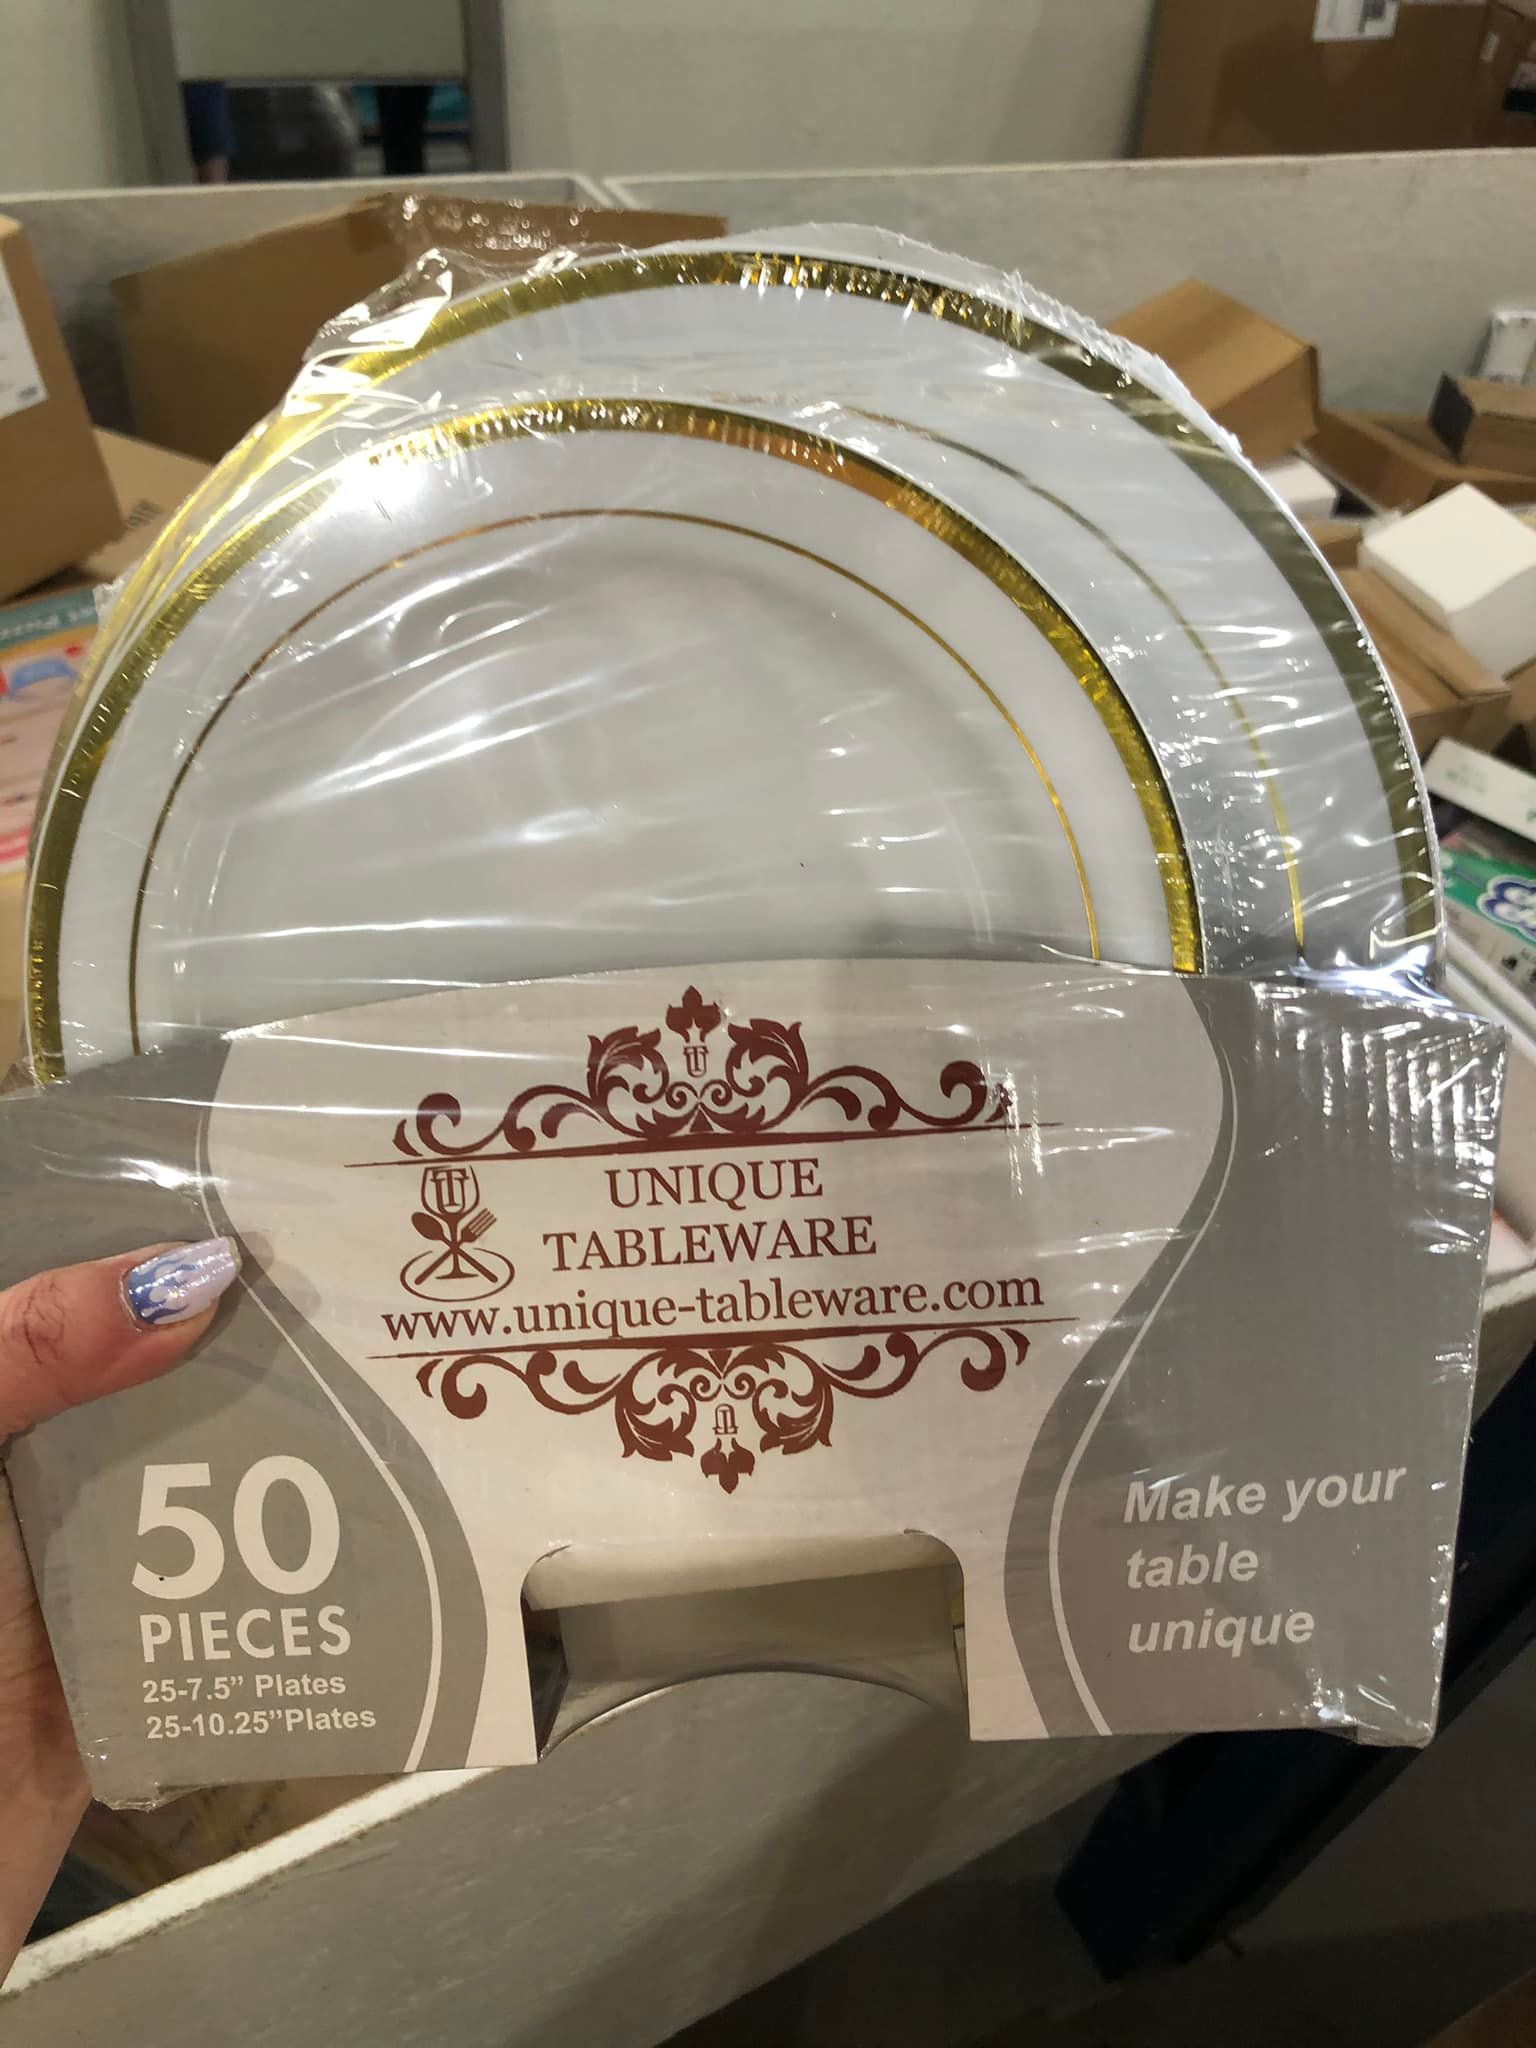 UNIQUE
TABLEWARE
www.unique-tableware.com
50
PIECES
25-7.5” Plates
25-10.25”Plates
Make your
table
unique